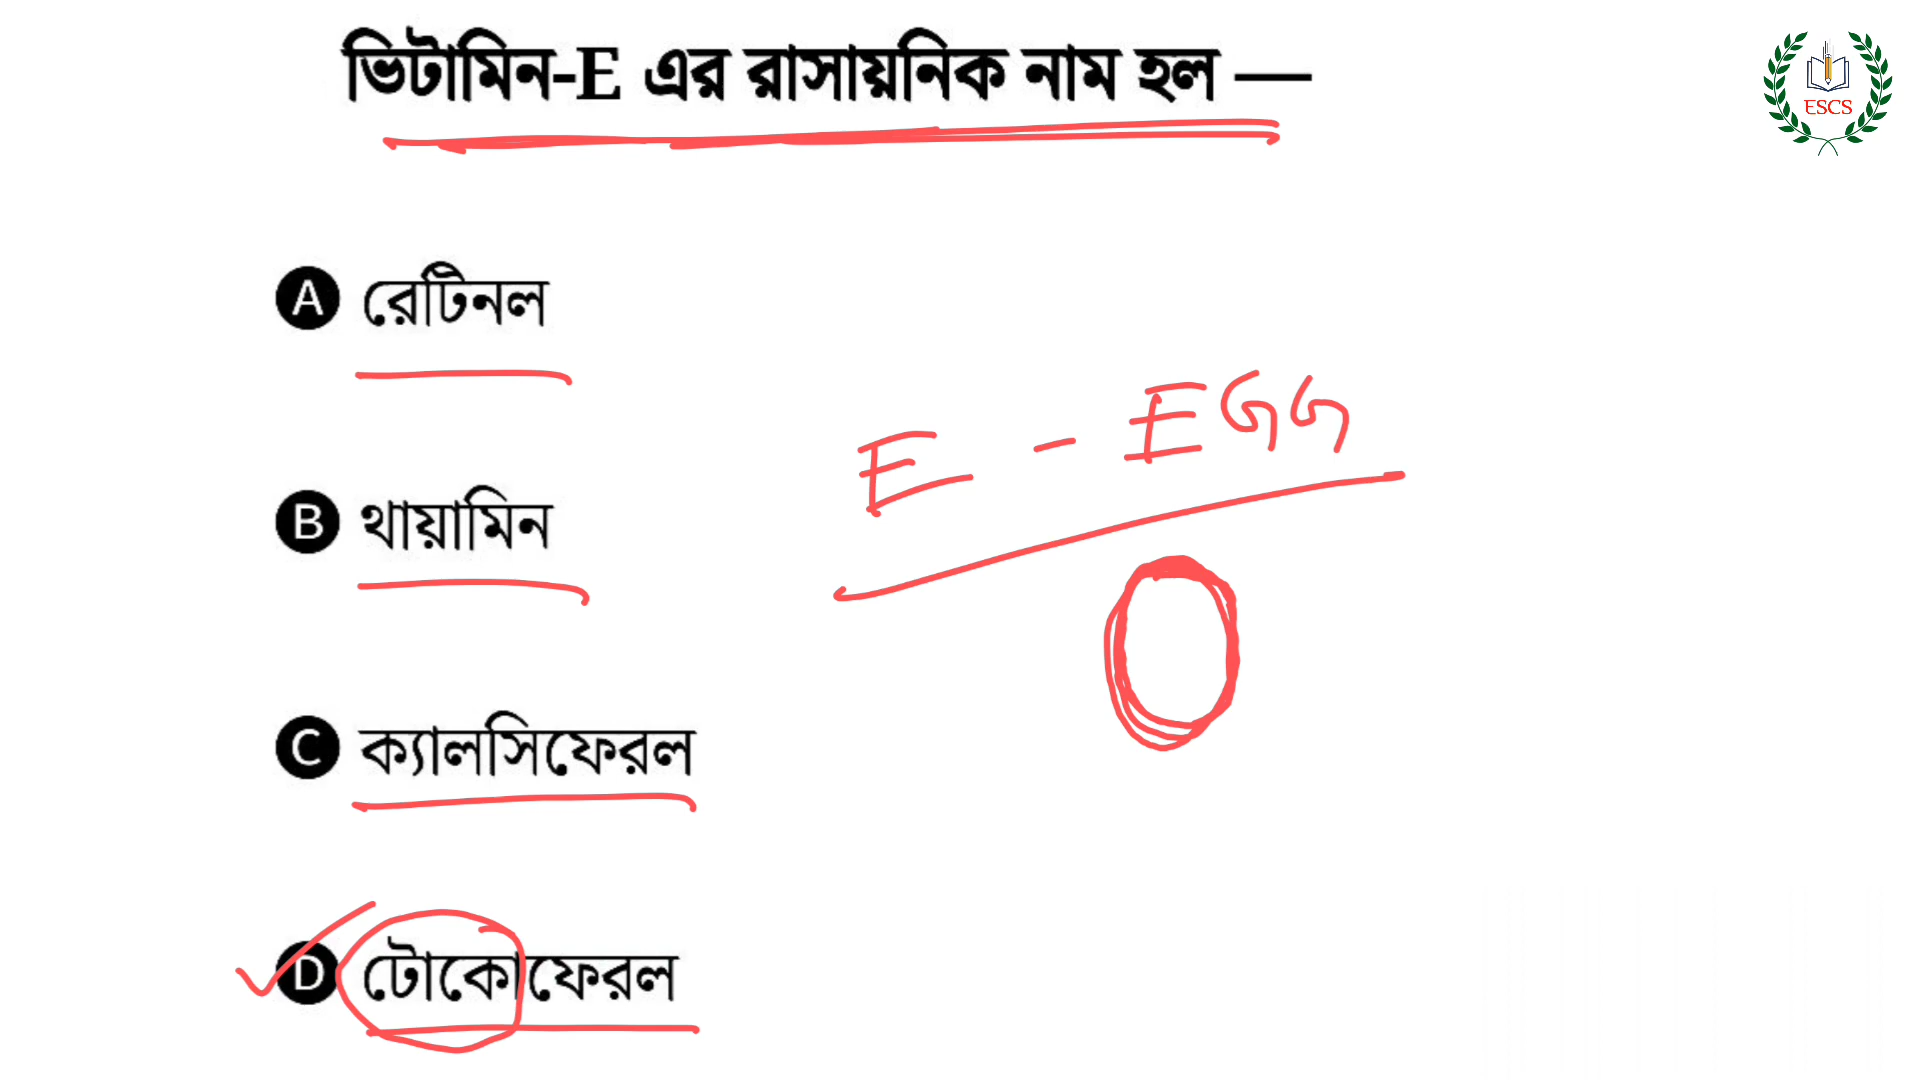 ভিটামিন-E এর রাসায়নিক নাম হল —
ESCS
A রেটিনল
B থায়ামিন
E - EGG
C ক্যালসিফেরল
D টোকোফেরল